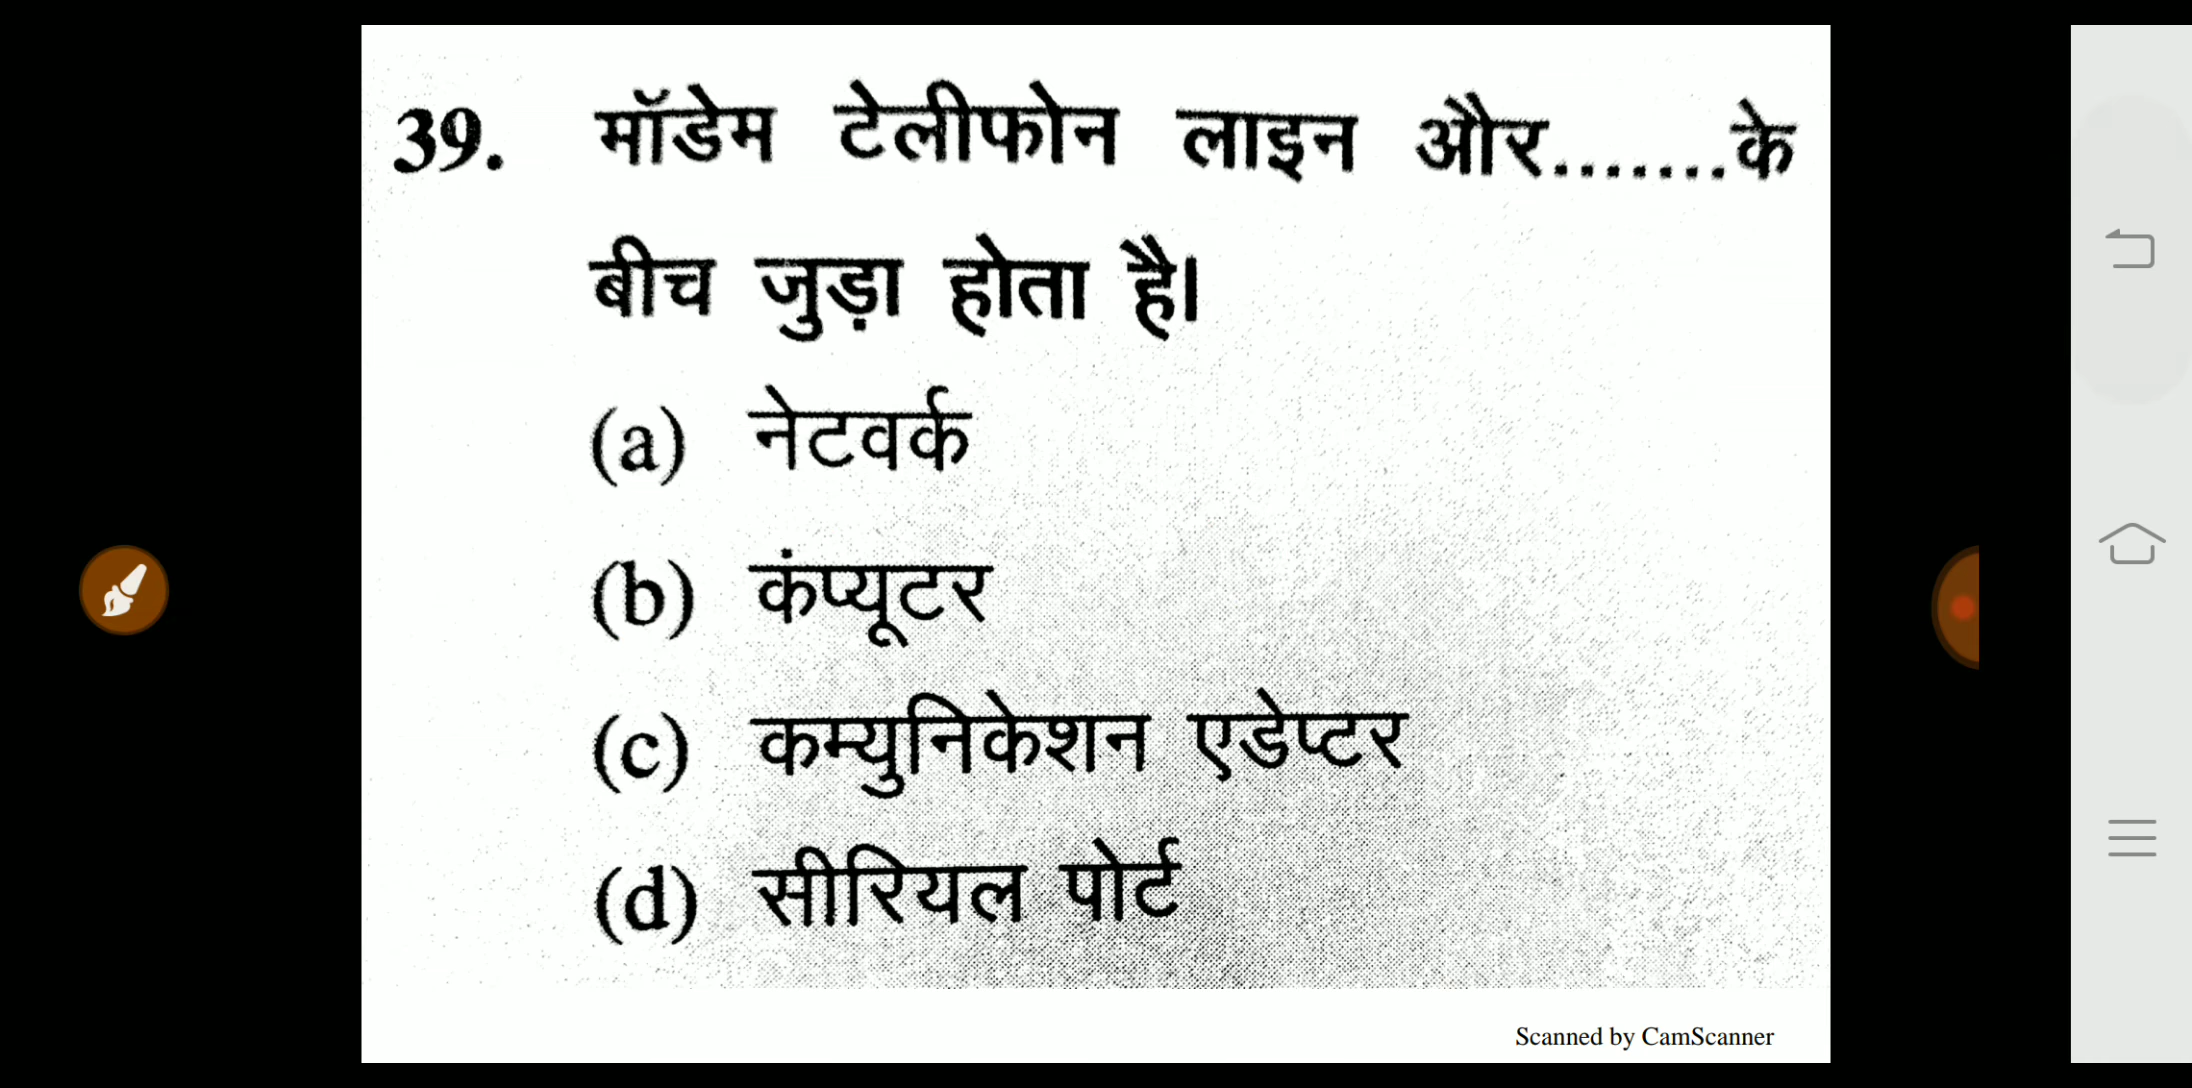 39. मॉडेम टेलीफोन लाइन और.......के
बीच जुड़ा होता है।
(a) नेटवर्क
(b) कंप्यूटर
(c) कम्युनिकेशन एडेप्टर
(d) सीरियल पोर्ट
Scanned by CamScanner